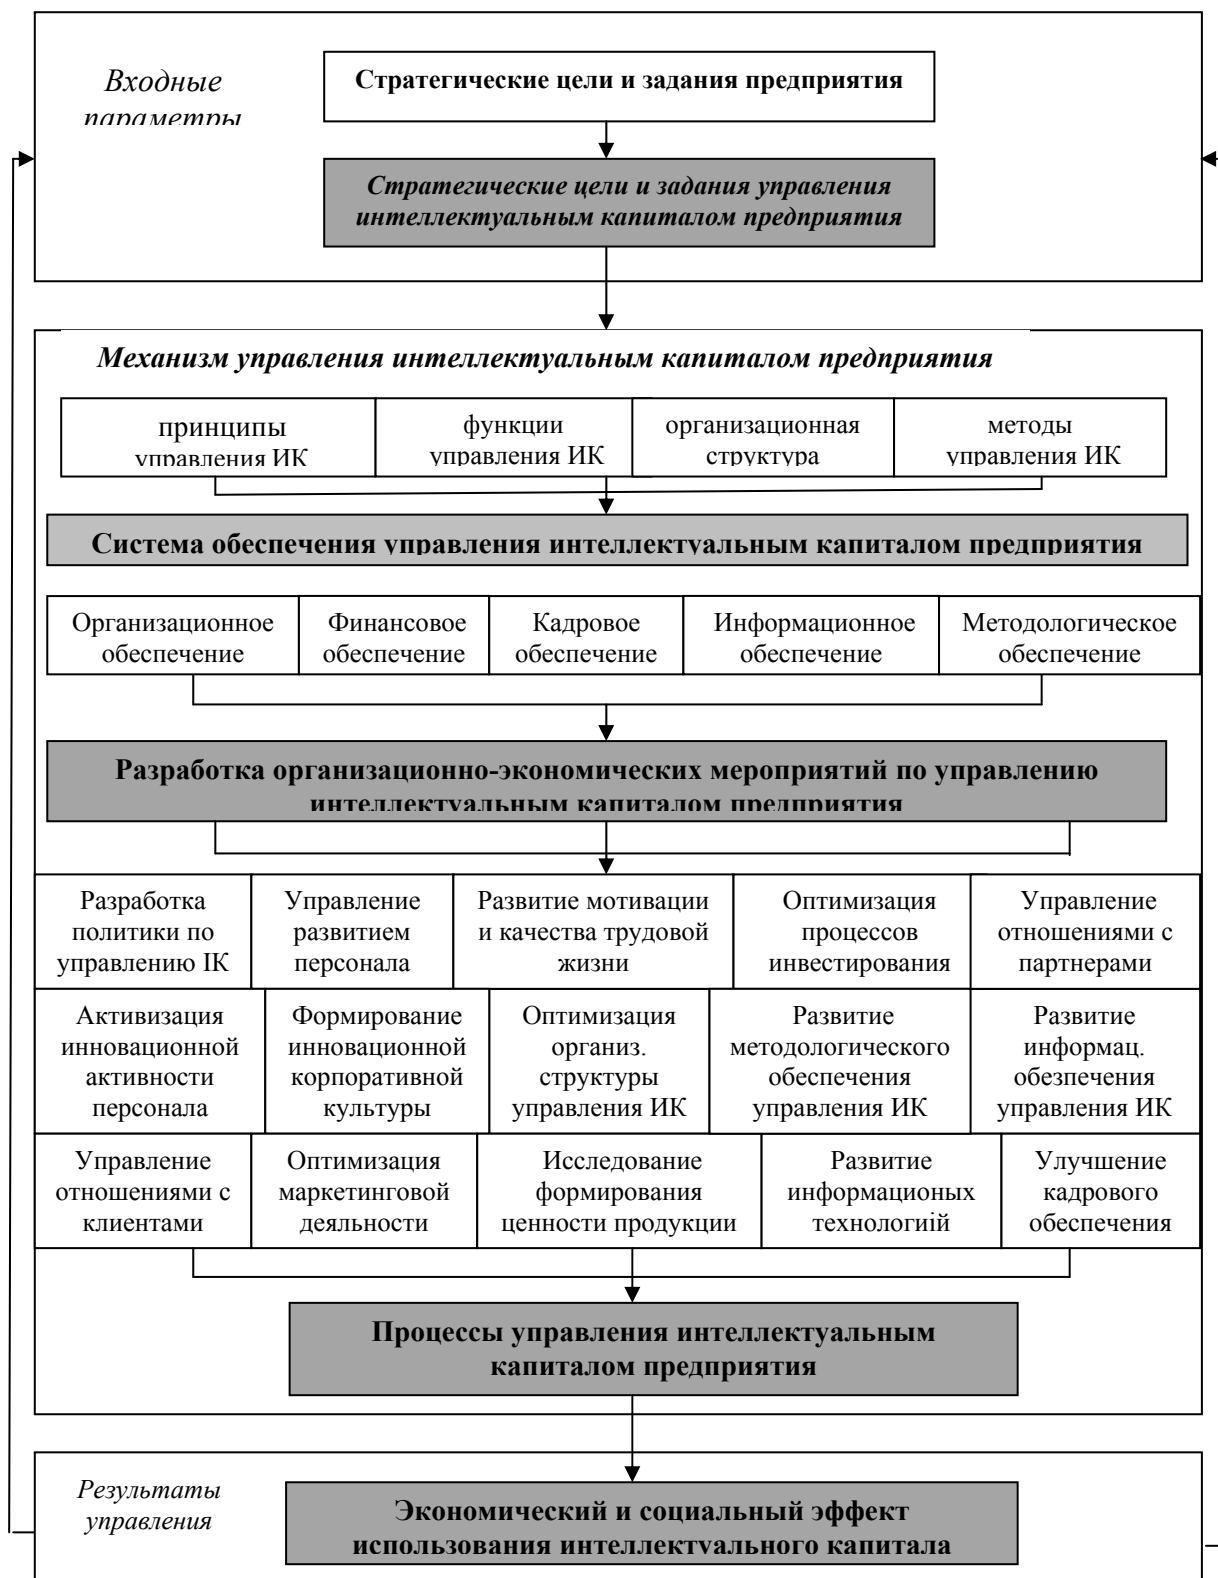 Входные
параметры
Стратегические цели и задания предприятия
Стратегические цели и задания управления
интеллектуальным капиталом предприятия
Механизм управления интеллектуальным капиталом предприятия
принципы
управления ИК
функции
управления ИК
организационная
структура
методы
управления ИК
Система обеспечения управления интеллектуальным капиталом предприятия
Организационное
обеспечение
Финансовое
обеспечение
Кадровое
обеспечение
Информационное
обеспечение
Методологическое
обеспечение
Разработка организационно-экономических мероприятий по управлению
интеллектуальным капиталом предприятия
Разработка
политики по
управлению ІК
Управление
развитием
персонала
Развитие мотивации
и качества трудовой
жизни
Оптимизация
процессов
инвестирования
Управление
отношениями с
партнерами
Активизация
инновационной
активности
персонала
Формирование
инновационной
корпоративной
культуры
Оптимизация
организ.
структуры
управления ИК
Развитие
методологического
обеспечения
управления ИК
Развитие
информац.
обезпечения
управления ИК
Управление
отношениями с
клиентами
Оптимизация
маркетинговой
деяльности
Исследование
формирования
ценности продукции
Развитие
информационых
технологиій
Улучшение
кадрового
обеспечения
Процессы управления интеллектуальным
капиталом предприятия
Результаты
управления
Экономический и социальный эффект
использования интеллектуального капитала